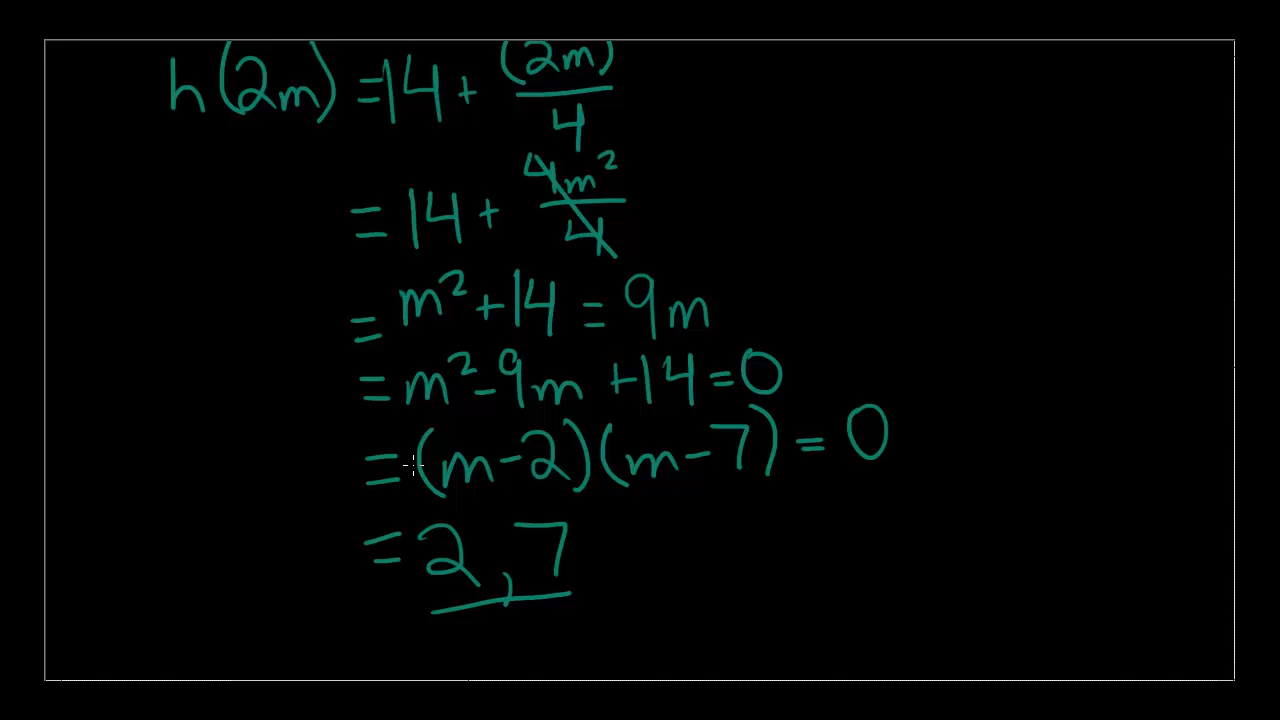 h(2m) = 14 + (2m)/4
= 14 + 4m²/4
= m² + 14 = 9m
= m² - 9m + 14 = 0
= (m - 2)(m - 7) = 0
= 2, 7